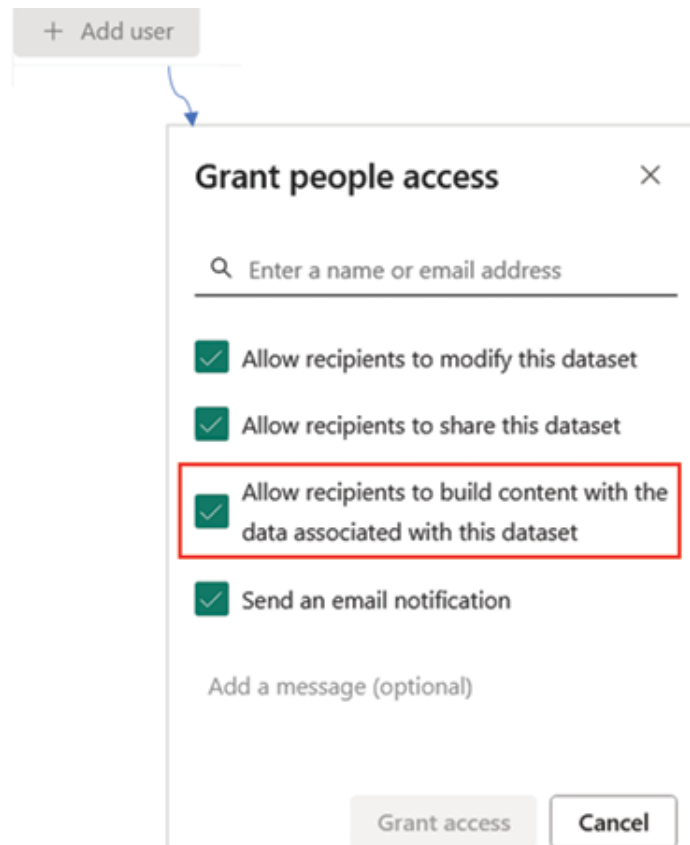 + Add user
Grant people access
Enter a name or email address
Allow recipients to modify this dataset
Allow recipients to share this dataset
Allow recipients to build content with the
data associated with this dataset
Send an email notification
Add a message (optional)
Grant access
Cancel